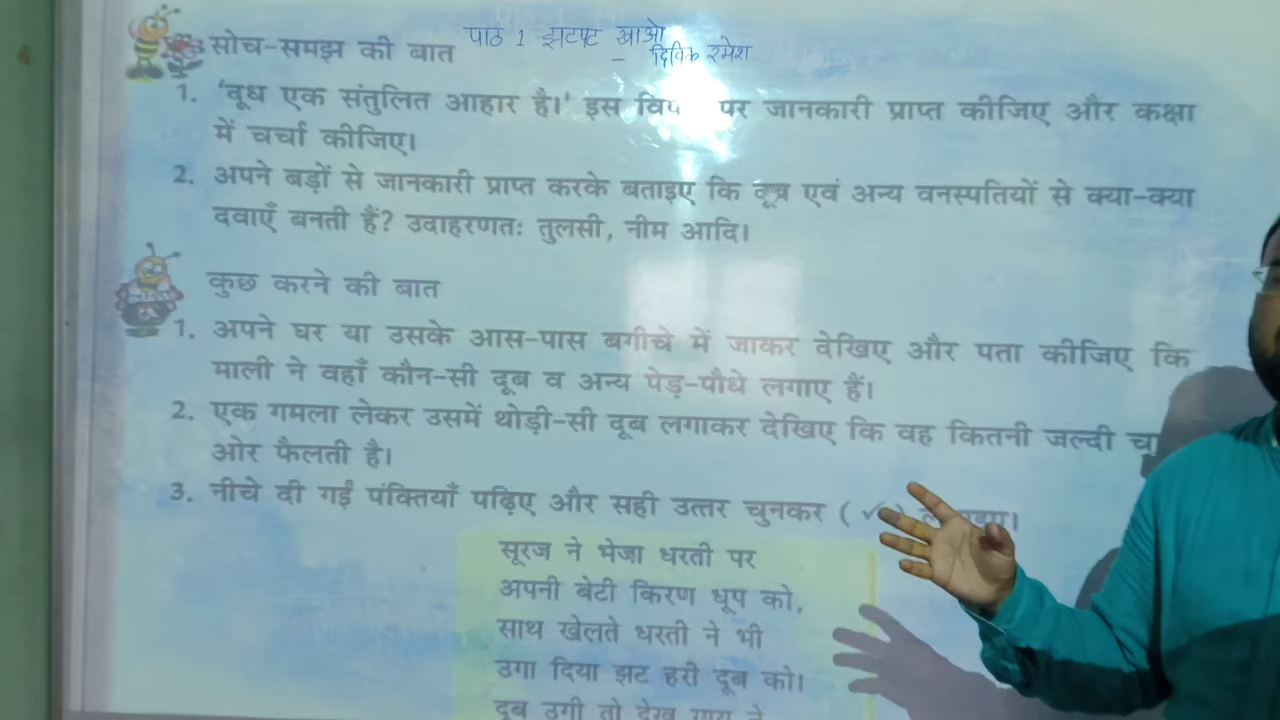 पाठ 1 झटपट खाओ
सोच-समझ की बात
– दिविक रमेश
1. 'दूध एक संतुलित आहार है।' इस पर जानकारी प्राप्त कीजिए और कक्षा
में चर्चा कीजिए।
2. अपने बड़ों से जानकारी प्राप्त करके बताइए कि दूब एवं अन्य वनस्पतियों से क्या-क्या
दवाएँ बनती हैं? उदाहरणतः तुलसी, नीम आदि।
कुछ करने की बात
1. अपने घर या उसके आस-पास बगीचे में जाकर देखिए और पता कीजिए कि
माली ने वहाँ कौन-सी दूब व अन्य पेड़-पौधे लगाए हैं।
2. एक गमला लेकर उसमें थोड़ी-सी दूब लगाकर देखिए कि वह कितनी जल्दी
ओर फैलती है।
3. नीचे दी गईं पंक्तियाँ पढ़िए और सही उत्तर चुनकर (✓)
सूरज ने भेजा धरती पर
अपनी बेटी किरण धूप को,
साथ खेलते धरती ने भी
उगा दिया झट हरी दूब को।
दूब उगी तो देख गाय ने